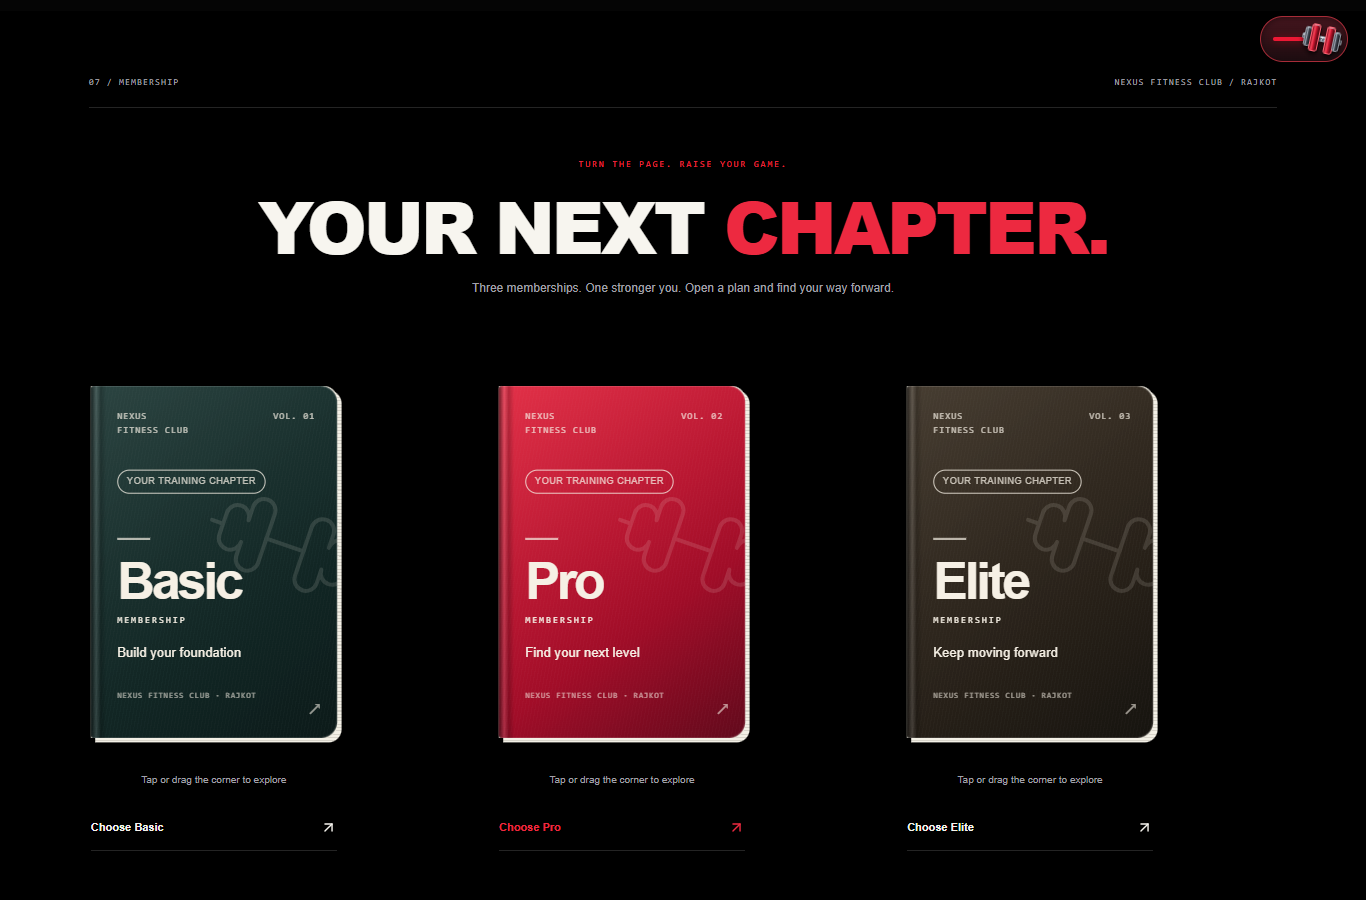 07 / MEMBERSHIP
NEXUS FITNESS CLUB / RAJKOT
TURN THE PAGE. RAISE YOUR GAME.
YOUR NEXT CHAPTER.
Three memberships. One stronger you. Open a plan and find your way forward.
NEXUS
FITNESS CLUB
VOL. 01
YOUR TRAINING CHAPTER
Basic
MEMBERSHIP
Build your foundation
NEXUS FITNESS CLUB - RAJKOT
Tap or drag the corner to explore
Choose Basic
NEXUS
FITNESS CLUB
VOL. 02
YOUR TRAINING CHAPTER
Pro
MEMBERSHIP
Find your next level
NEXUS FITNESS CLUB - RAJKOT
Tap or drag the corner to explore
Choose Pro
NEXUS
FITNESS CLUB
VOL. 03
YOUR TRAINING CHAPTER
Elite
MEMBERSHIP
Keep moving forward
NEXUS FITNESS CLUB - RAJKOT
Tap or drag the corner to explore
Choose Elite